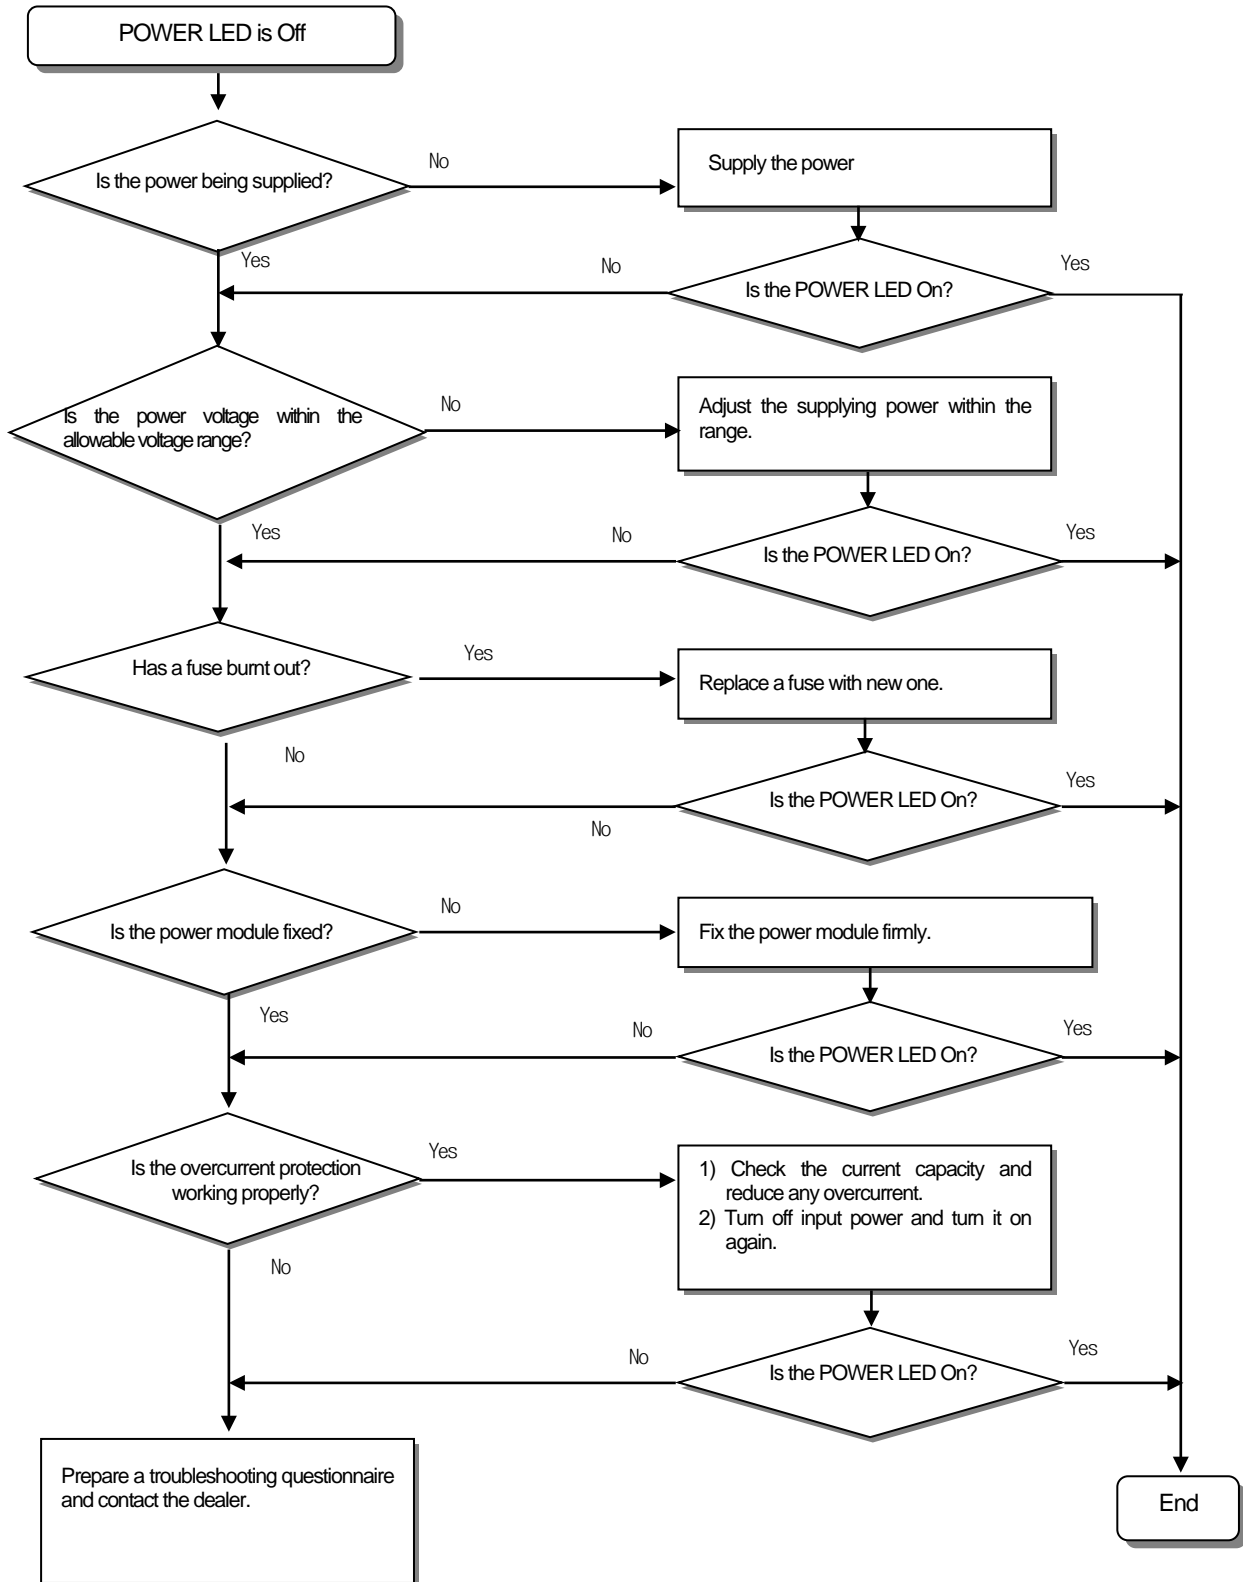 POWER LED is Off
Is the power being supplied?
No
Supply the power
Yes
No
Is the POWER LED On?
Yes
Is the power voltage within the
allowable voltage range?
No
Adjust the supplying power within the
range.
Yes
No
Is the POWER LED On?
Yes
Has a fuse burnt out?
Yes
Replace a fuse with new one.
No
No
Is the POWER LED On?
Yes
Is the power module fixed?
No
Fix the power module firmly.
Yes
No
Is the POWER LED On?
Yes
Is the overcurrent protection
working properly?
Yes
1) Check the current capacity and
reduce any overcurrent.
2) Turn off input power and turn it on
again.
No
No
Is the POWER LED On?
Yes
Prepare a troubleshooting questionnaire
and contact the dealer.
End